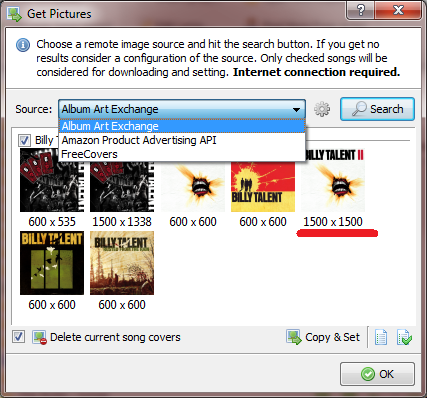 Get Pictures
Choose a remote image source and hit the search button. If you get no
results consider a configuration of the source. Only checked songs will be
considered for downloading and setting. Internet connection required.
Source: Album Art Exchange Search
Album Art Exchange
Amazon Product Advertising API
FreeCovers
Billy T
BILLY TALENT II
BILLY TALENT
600 x 535 1500 x 1338 600 x 600 600 x 600 1500 x 1500
BILLY TALENT BILLY TALENT
600 x 600 600 x 600
Delete current song covers Copy & Set
OK